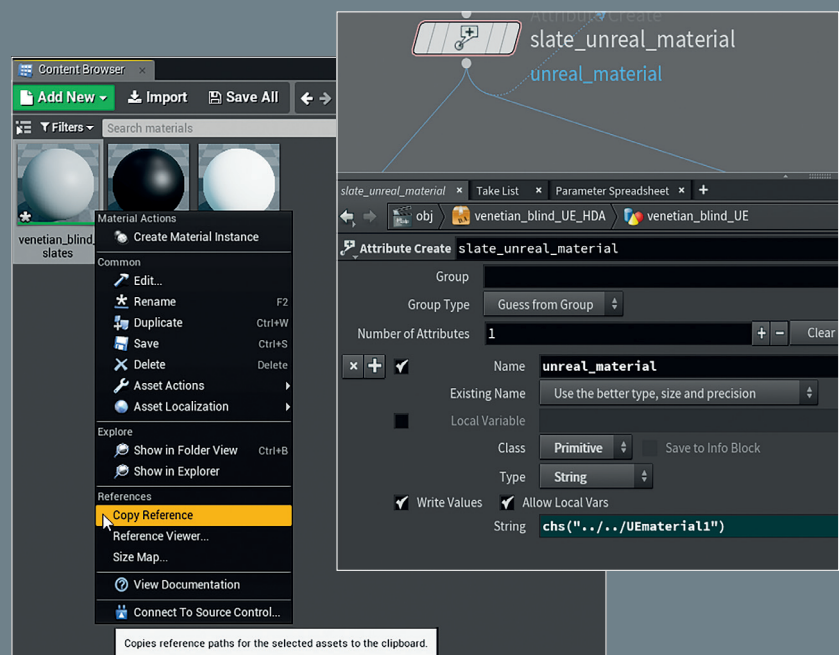 Content Browser
Add New
Import
Save All
Filters
Search materials
venetian_blind_
slates
Material Actions
Create Material Instance
Common
Edit...
Rename F2
Duplicate Ctrl+W
Save Ctrl+S
Delete Delete
Asset Actions
Asset Localization
Explore
Show in Folder View Ctrl+B
Show in Explorer
References
Copy Reference
Reference Viewer...
Size Map...
View Documentation
Connect To Source Control...
Copies reference paths for the selected assets to the clipboard.
Attribute Create
slate_unreal_material
unreal_material
slate_unreal_material × Take List × Parameter Spreadsheet × +
obj venetian_blind_UE_HDA venetian_blind_UE
Attribute Create slate_unreal_material
Group
Group Type Guess from Group
Number of Attributes 1 + - Clear
Name unreal_material
Existing Name Use the better type, size and precision
Local Variable
Class Primitive Save to Info Block
Type String
Write Values Allow Local Vars
String chs("../../UEmaterial1")